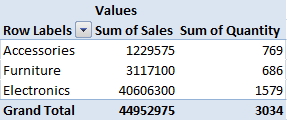 Values
Row Labels Sum of Sales Sum of Quantity
Accessories 1229575 769
Furniture 3117100 686
Electronics 40606300 1579
Grand Total 44952975 3034